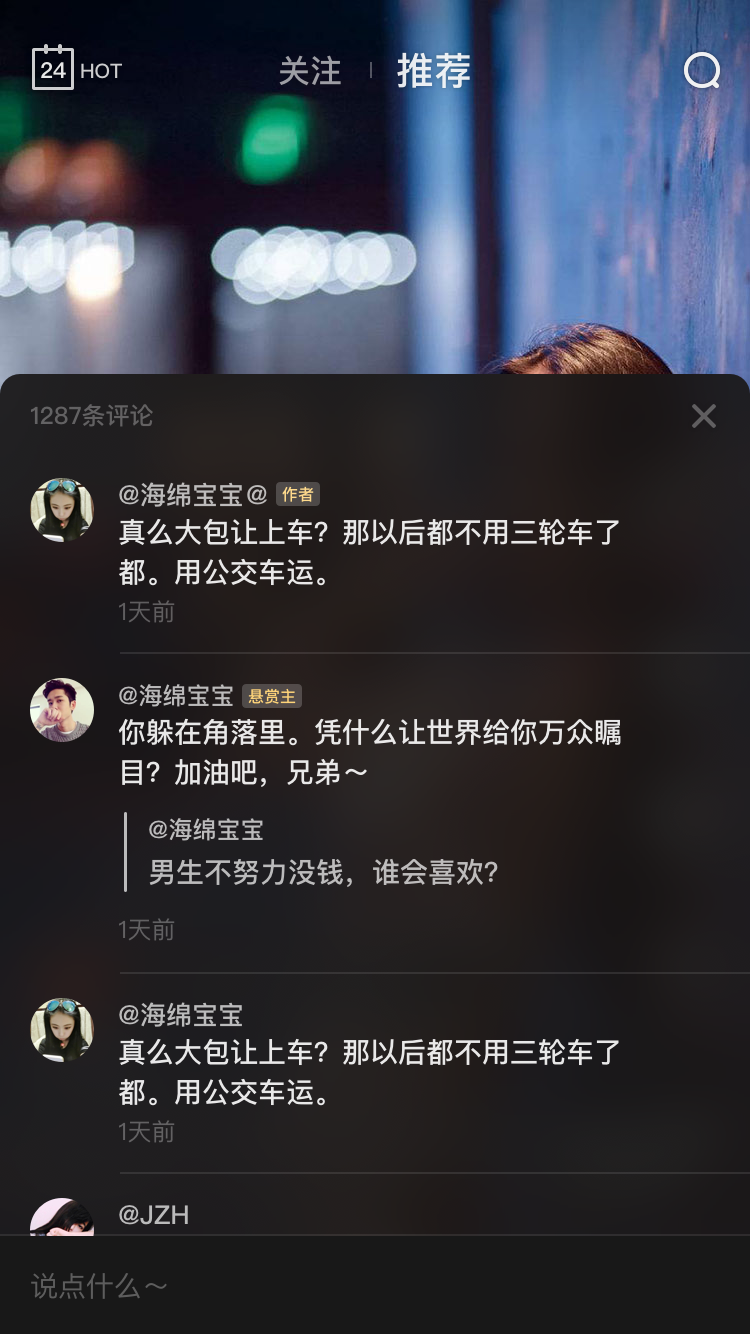 24 HOT 关注 推荐
1287条评论
@海绵宝宝@ 作者
真么大包让上车？那以后都不用三轮车了
都。用公交车运。
1天前
@海绵宝宝 悬赏主
你躲在角落里。凭什么让世界给你万众瞩
目？加油吧，兄弟～
@海绵宝宝
男生不努力没钱，谁会喜欢?
1天前
@海绵宝宝
真么大包让上车？那以后都不用三轮车了
都。用公交车运。
1天前
@JZH
说点什么～